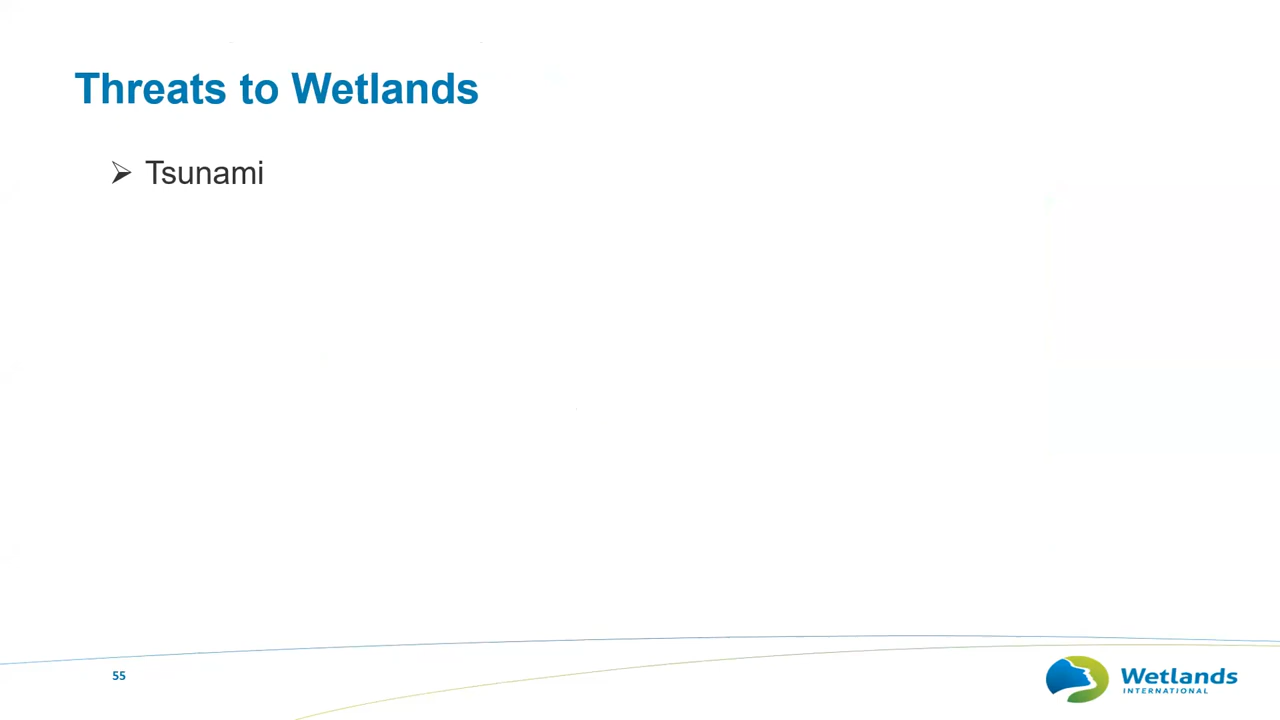 Threats to Wetlands
➢ Tsunami
55
Wetlands
INTERNATIONAL